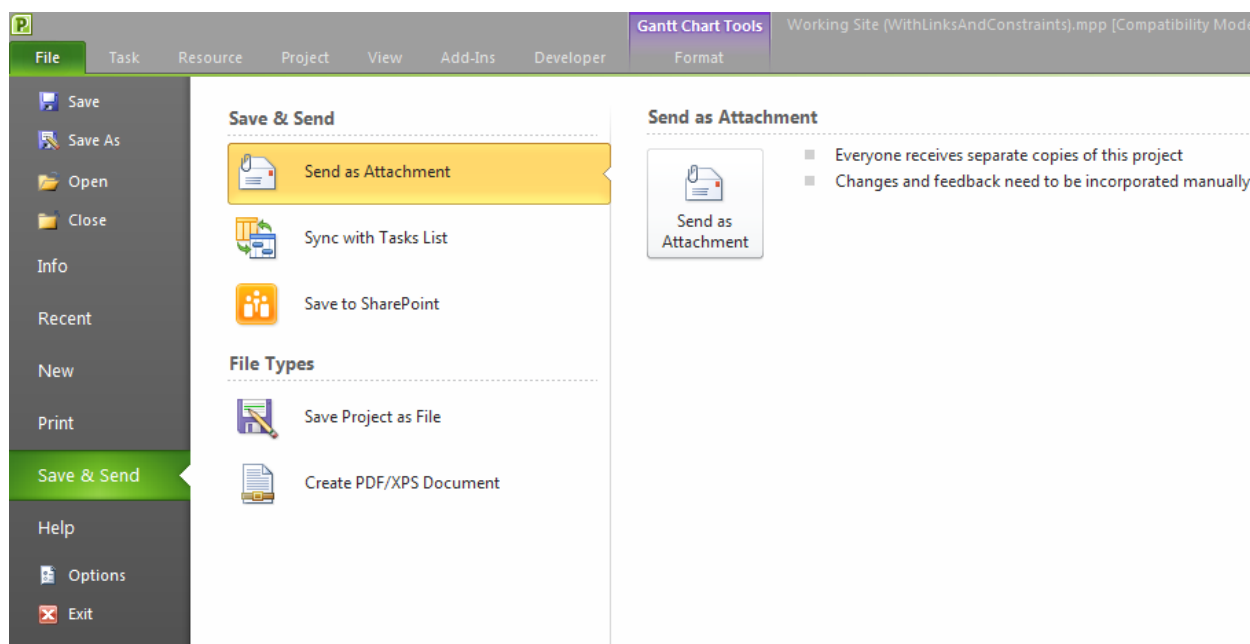 Gantt Chart Tools
Working Site (WithLinksAndConstraints).mpp [Compatibility Mode
File Task Resource Project View Add-Ins Developer Format
Save
Save As
Open
Close
Info
Recent
New
Print
Save & Send
Help
Options
Exit
Save & Send
Send as Attachment
Sync with Tasks List
Save to SharePoint
File Types
Save Project as File
Create PDF/XPS Document
Send as Attachment
Send as
Attachment
Everyone receives separate copies of this project
Changes and feedback need to be incorporated manually